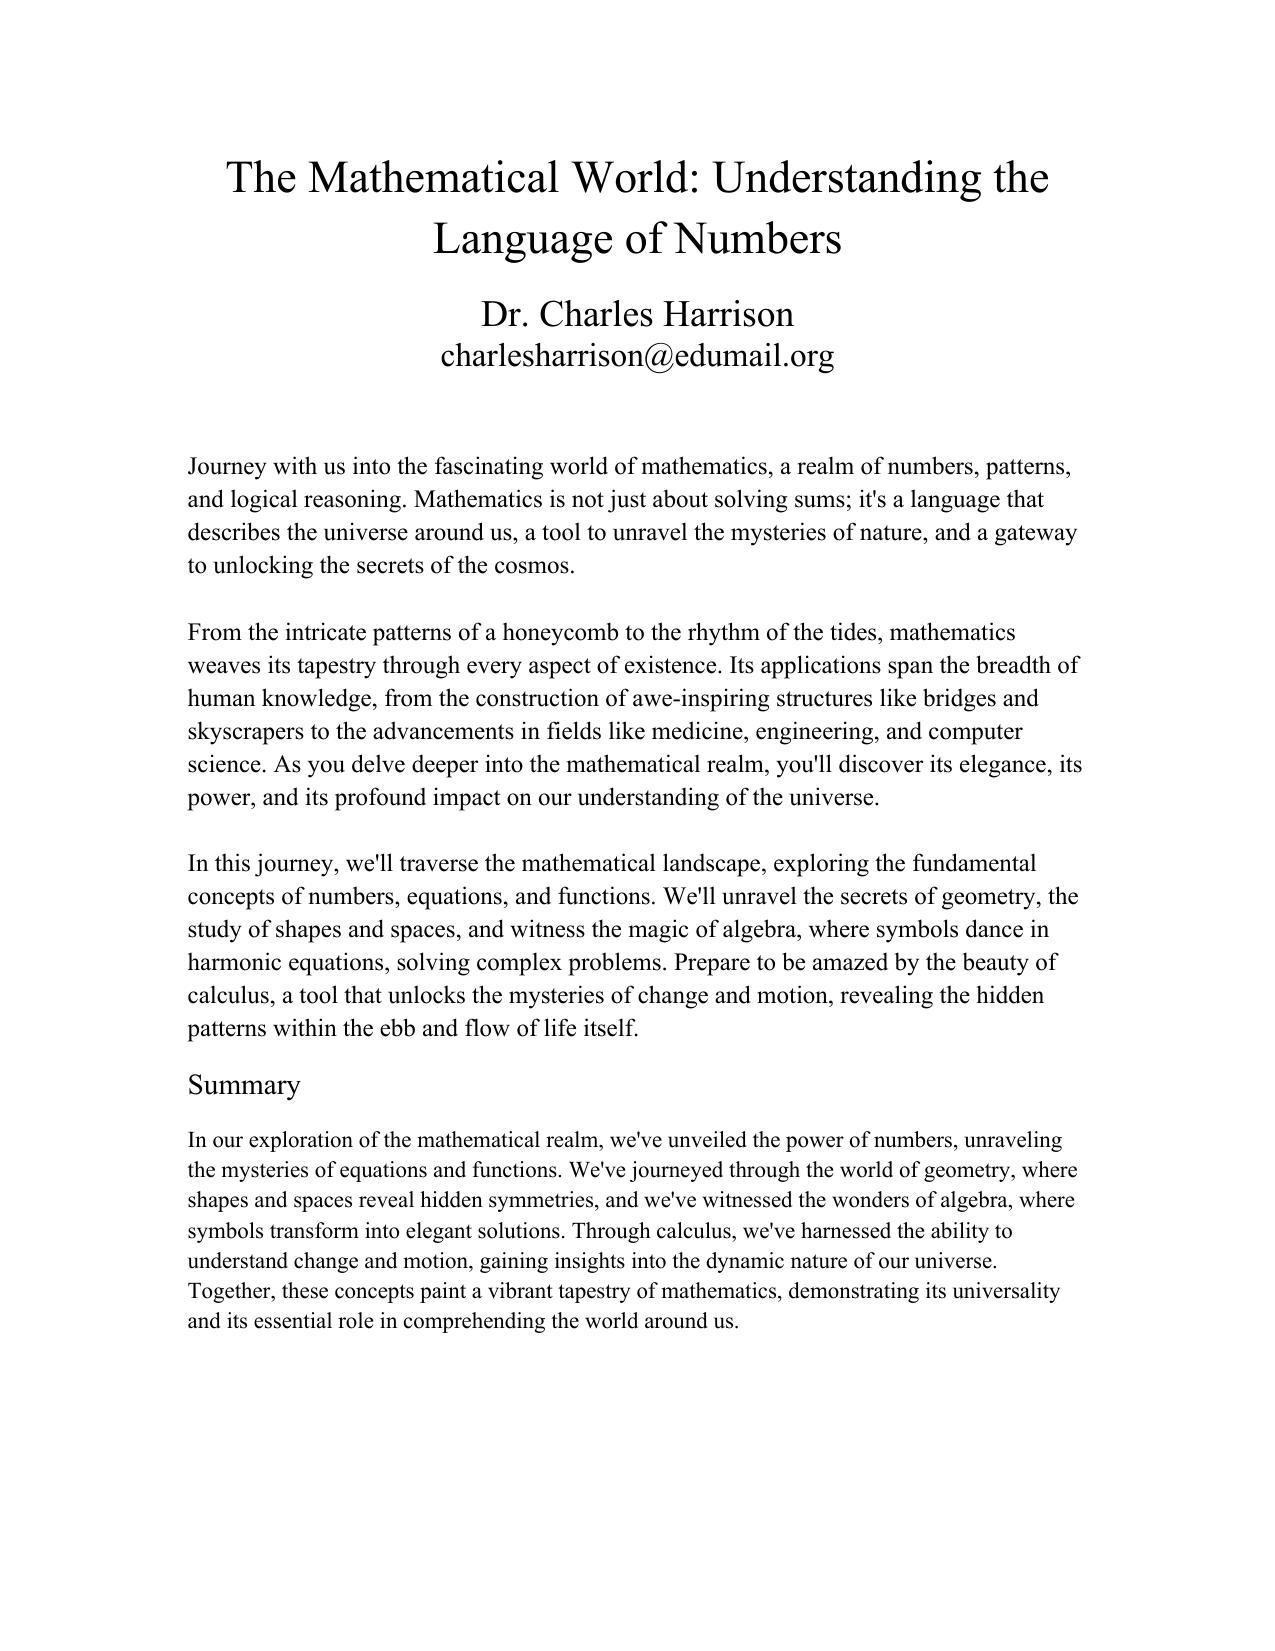 The Mathematical World: Understanding the
Language of Numbers
Dr. Charles Harrison
charlesharrison@edumail.org
Journey with us into the fascinating world of mathematics, a realm of numbers, patterns,
and logical reasoning. Mathematics is not just about solving sums; it's a language that
describes the universe around us, a tool to unravel the mysteries of nature, and a gateway
to unlocking the secrets of the cosmos.
From the intricate patterns of a honeycomb to the rhythm of the tides, mathematics
weaves its tapestry through every aspect of existence. Its applications span the breadth of
human knowledge, from the construction of awe-inspiring structures like bridges and
skyscrapers to the advancements in fields like medicine, engineering, and computer
science. As you delve deeper into the mathematical realm, you'll discover its elegance, its
power, and its profound impact on our understanding of the universe.
In this journey, we'll traverse the mathematical landscape, exploring the fundamental
concepts of numbers, equations, and functions. We'll unravel the secrets of geometry, the
study of shapes and spaces, and witness the magic of algebra, where symbols dance in
harmonic equations, solving complex problems. Prepare to be amazed by the beauty of
calculus, a tool that unlocks the mysteries of change and motion, revealing the hidden
patterns within the ebb and flow of life itself.
Summary
In our exploration of the mathematical realm, we've unveiled the power of numbers, unraveling
the mysteries of equations and functions. We've journeyed through the world of geometry, where
shapes and spaces reveal hidden symmetries, and we've witnessed the wonders of algebra, where
symbols transform into elegant solutions. Through calculus, we've harnessed the ability to
understand change and motion, gaining insights into the dynamic nature of our universe.
Together, these concepts paint a vibrant tapestry of mathematics, demonstrating its universality
and its essential role in comprehending the world around us.